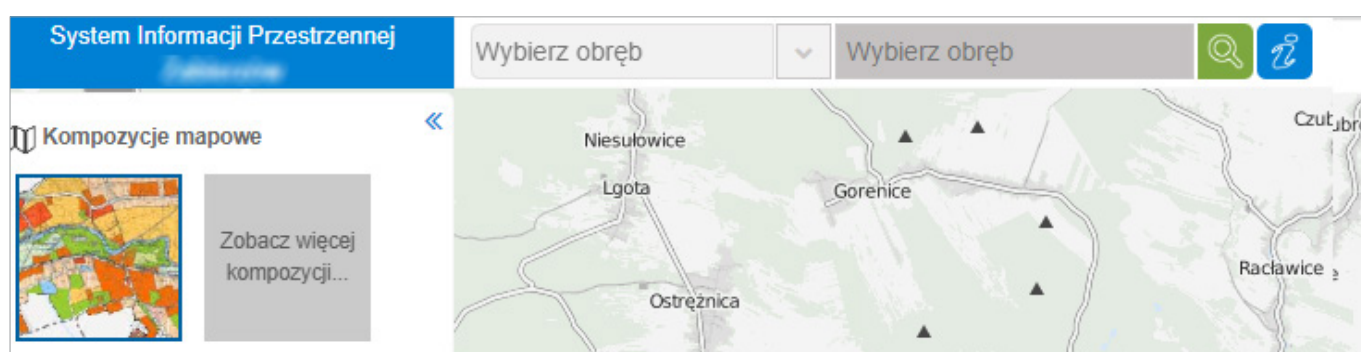 System Informacji Przestrzennej
Wybierz obręb
Wybierz obręb
Kompozycje mapowe
Zobacz więcej
kompozycji...
Niesułowice
Lgota
Gorenice
Ostrężnica
Racławice